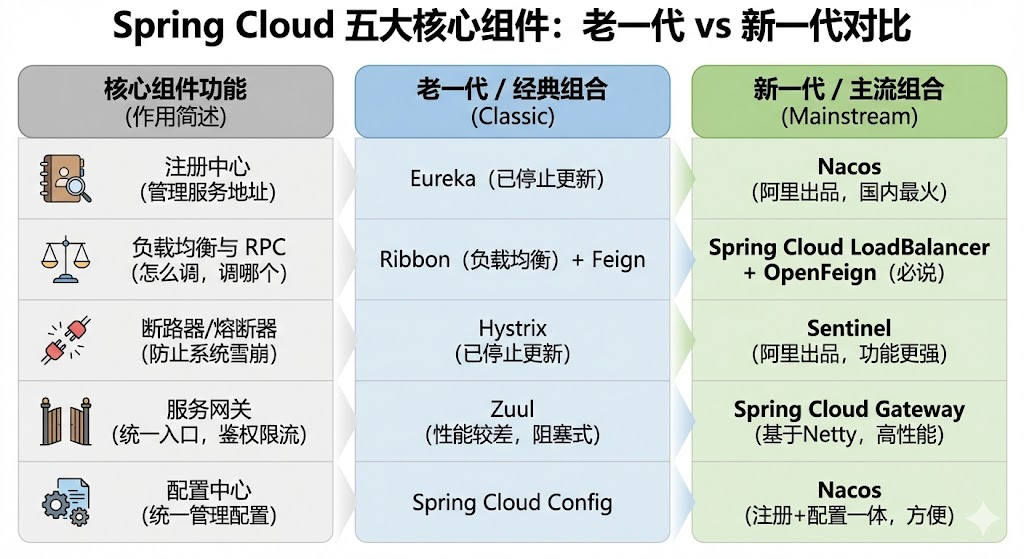 Spring Cloud 五大核心组件：老一代 vs 新一代对比
核心组件功能
(作用简述)
老一代 / 经典组合
(Classic)
新一代 / 主流组合
(Mainstream)
注册中心
(管理服务地址)
Eureka（已停止更新）
Nacos
(阿里出品，国内最火)
负载均衡与 RPC
(怎么调，调哪个)
Ribbon（负载均衡）+ Feign
Spring Cloud LoadBalancer
+ OpenFeign（必说）
断路器/熔断器
(防止系统雪崩)
Hystrix
(已停止更新)
Sentinel
(阿里出品，功能更强)
服务网关
(统一入口，鉴权限流)
Zuul
(性能较差，阻塞式)
Spring Cloud Gateway
(基于Netty，高性能)
配置中心
(统一管理配置)
Spring Cloud Config
Nacos
(注册+配置一体，方便)